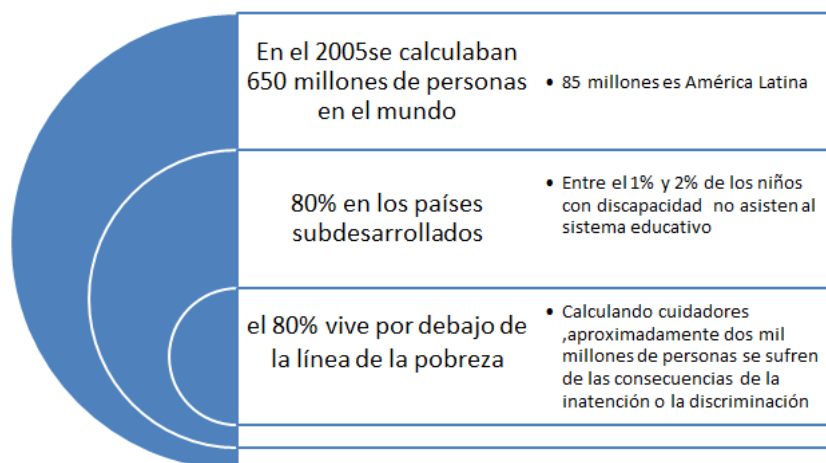 En el 2005se calculaban
650 millones de personas
en el mundo
• 85 millones es América Latina
80% en los países
subdesarrollados
• Entre el 1% y 2% de los niños
con discapacidad no asisten al
sistema educativo
el 80% vive por debajo de
la línea de la pobreza
• Calculando cuidadores
,aproximadamente dos mil
millones de personas se sufren
de las consecuencias de la
inatención o la discriminación